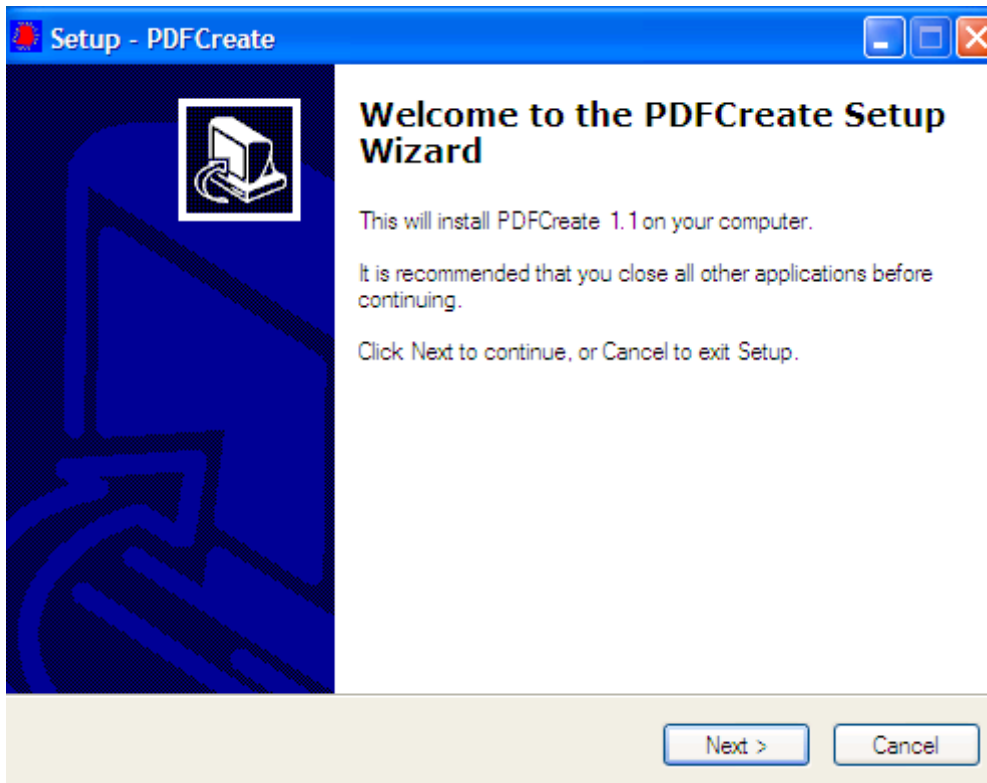 Setup - PDFCreate
Welcome to the PDFCreate Setup
Wizard
This will install PDFCreate 1.1 on your computer.
It is recommended that you close all other applications before
continuing.
Click Next to continue, or Cancel to exit Setup.
Next >
Cancel